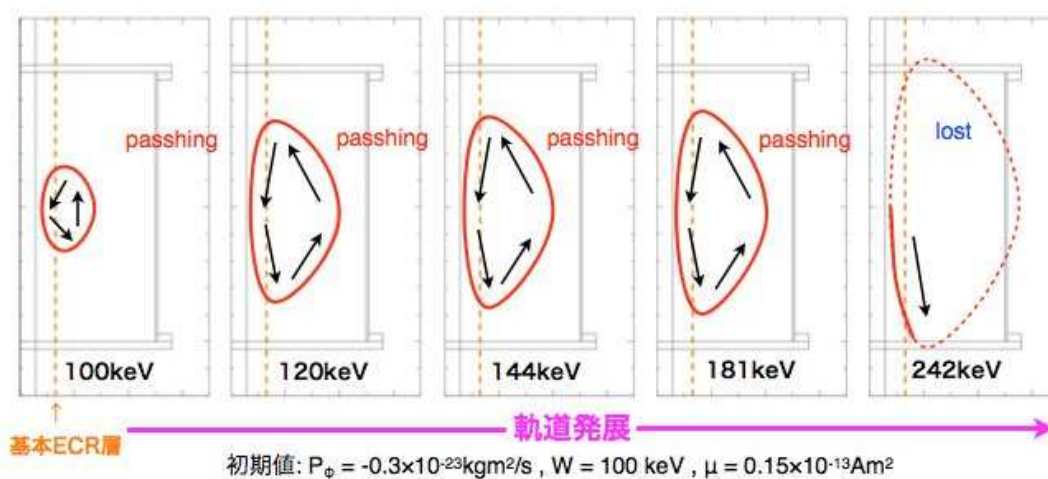 passhing
passhing
passhing
passhing
lost
100keV
120keV
144keV
181keV
242keV
基本ECR層
軌道発展
初期値: PΦ = -0.3×10⁻²³kgm²/s , W = 100 keV , μ = 0.15×10⁻¹³Am²